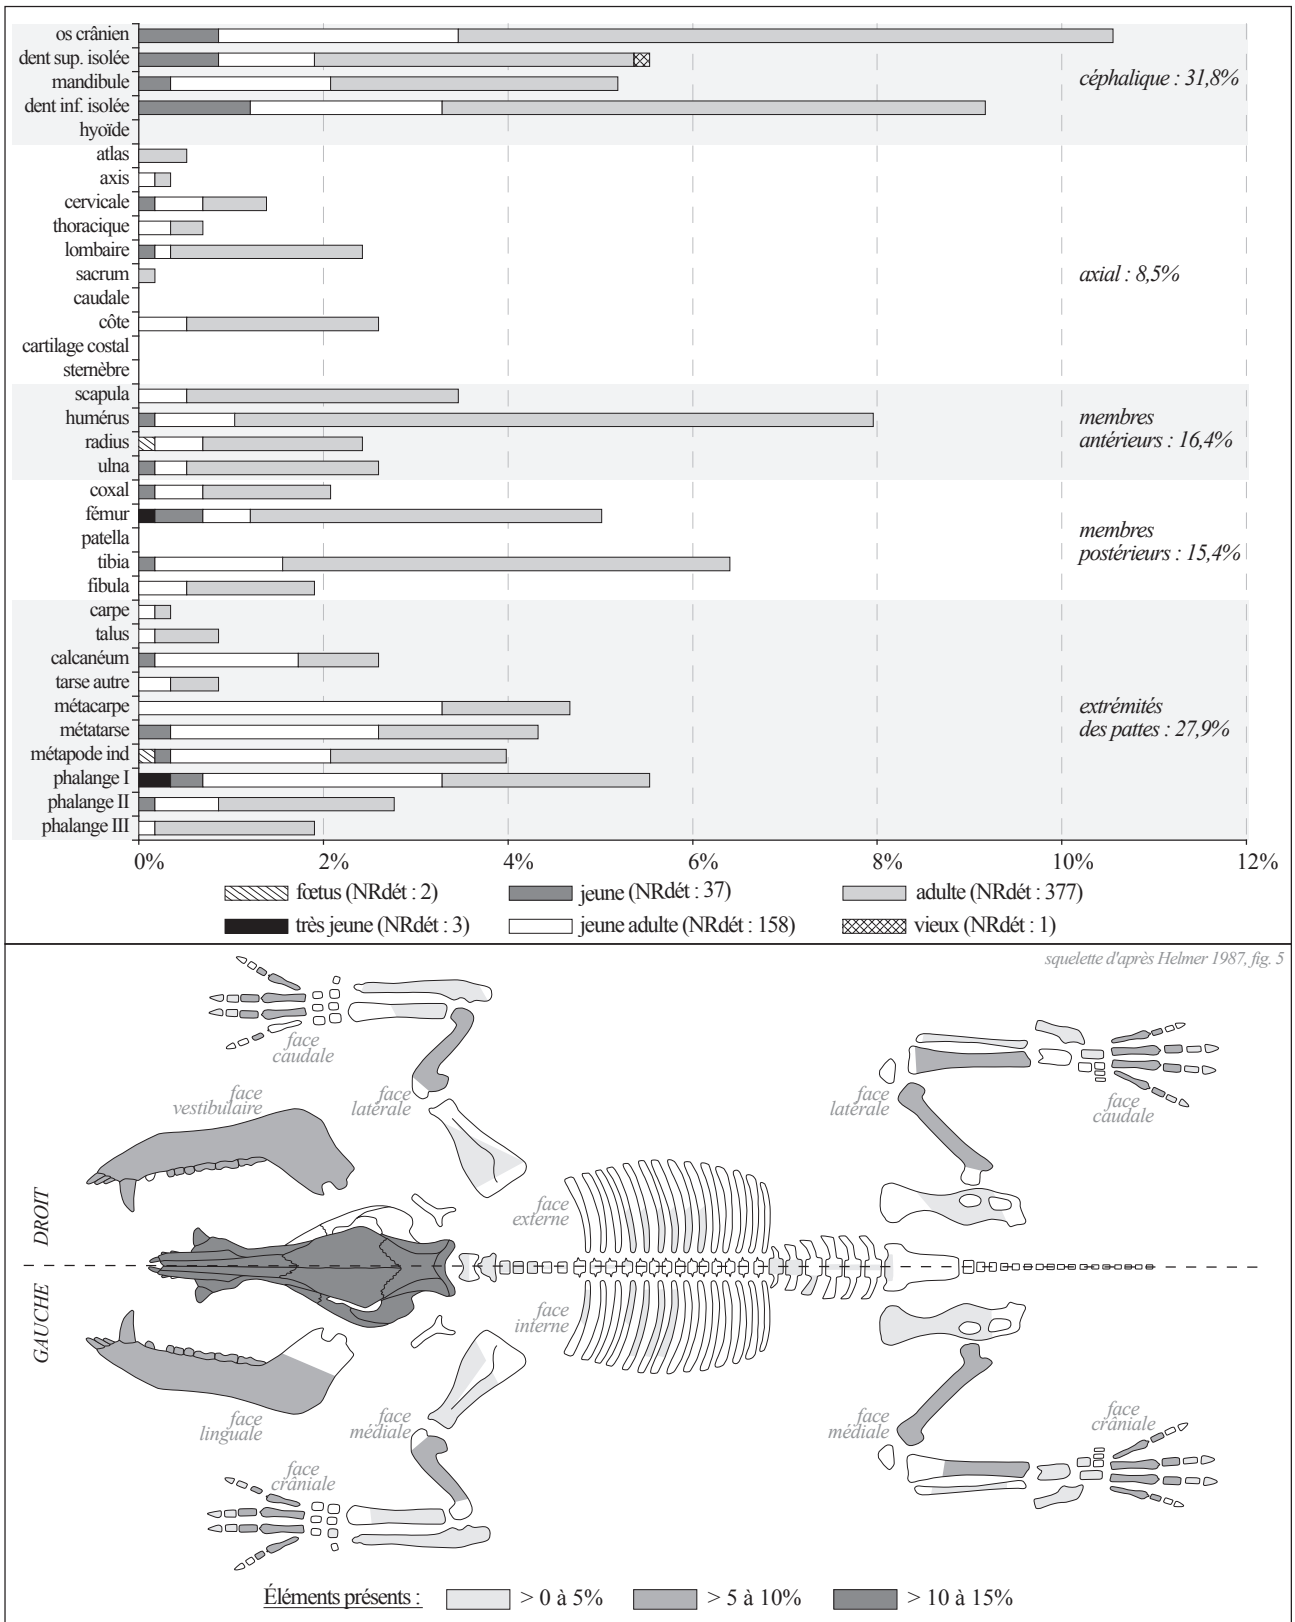 os crânien
dent sup. isolée
mandibule
dent inf. isolée
hyoïde
céphalique : 31,8%
atlas
axis
cervicale
thoracique
lombaire
sacrum
caudale
côte
cartilage costal
sternèbre
axial : 8,5%
scapula
humérus
radius
ulna
membres
antérieurs : 16,4%
coxal
fémur
patella
tibia
fibula
membres
postérieurs : 15,4%
carpe
talus
calcanéum
tarse autre
métacarpe
métatarse
métapode ind
phalange I
phalange II
phalange III
extrémités
des pattes : 27,9%
0% 2% 4% 6% 8% 10% 12%
fœtus (NRdét : 2) jeune (NRdét : 37) adulte (NRdét : 377)
très jeune (NRdét : 3) jeune adulte (NRdét : 158) vieux (NRdét : 1)
squelette d'après Helmer 1987, fig. 5
face
caudale
face
vestibulaire
face
latérale
face
latérale
face
caudale
face
externe
DROIT
GAUCHE
face
interne
face
linguale
face
médiale
face
médiale
face
crâniale
face
crâniale
Éléments présents : > 0 à 5% > 5 à 10% > 10 à 15%